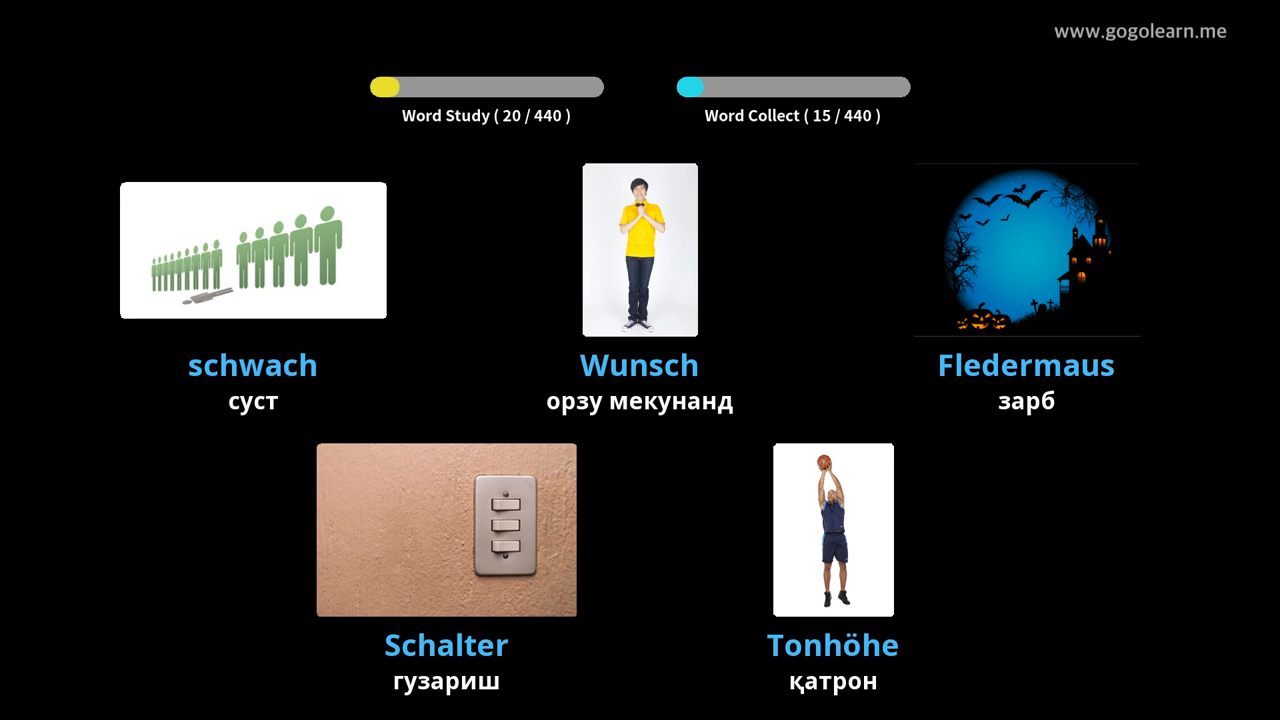 www.gogolearn.me
Word Study ( 20 / 440 )
Word Collect ( 15 / 440 )
schwach
Wunsch
Fledermaus
суст
орзу мекунанд
зарб
Schalter
Tonhöhe
гузариш
қатрон